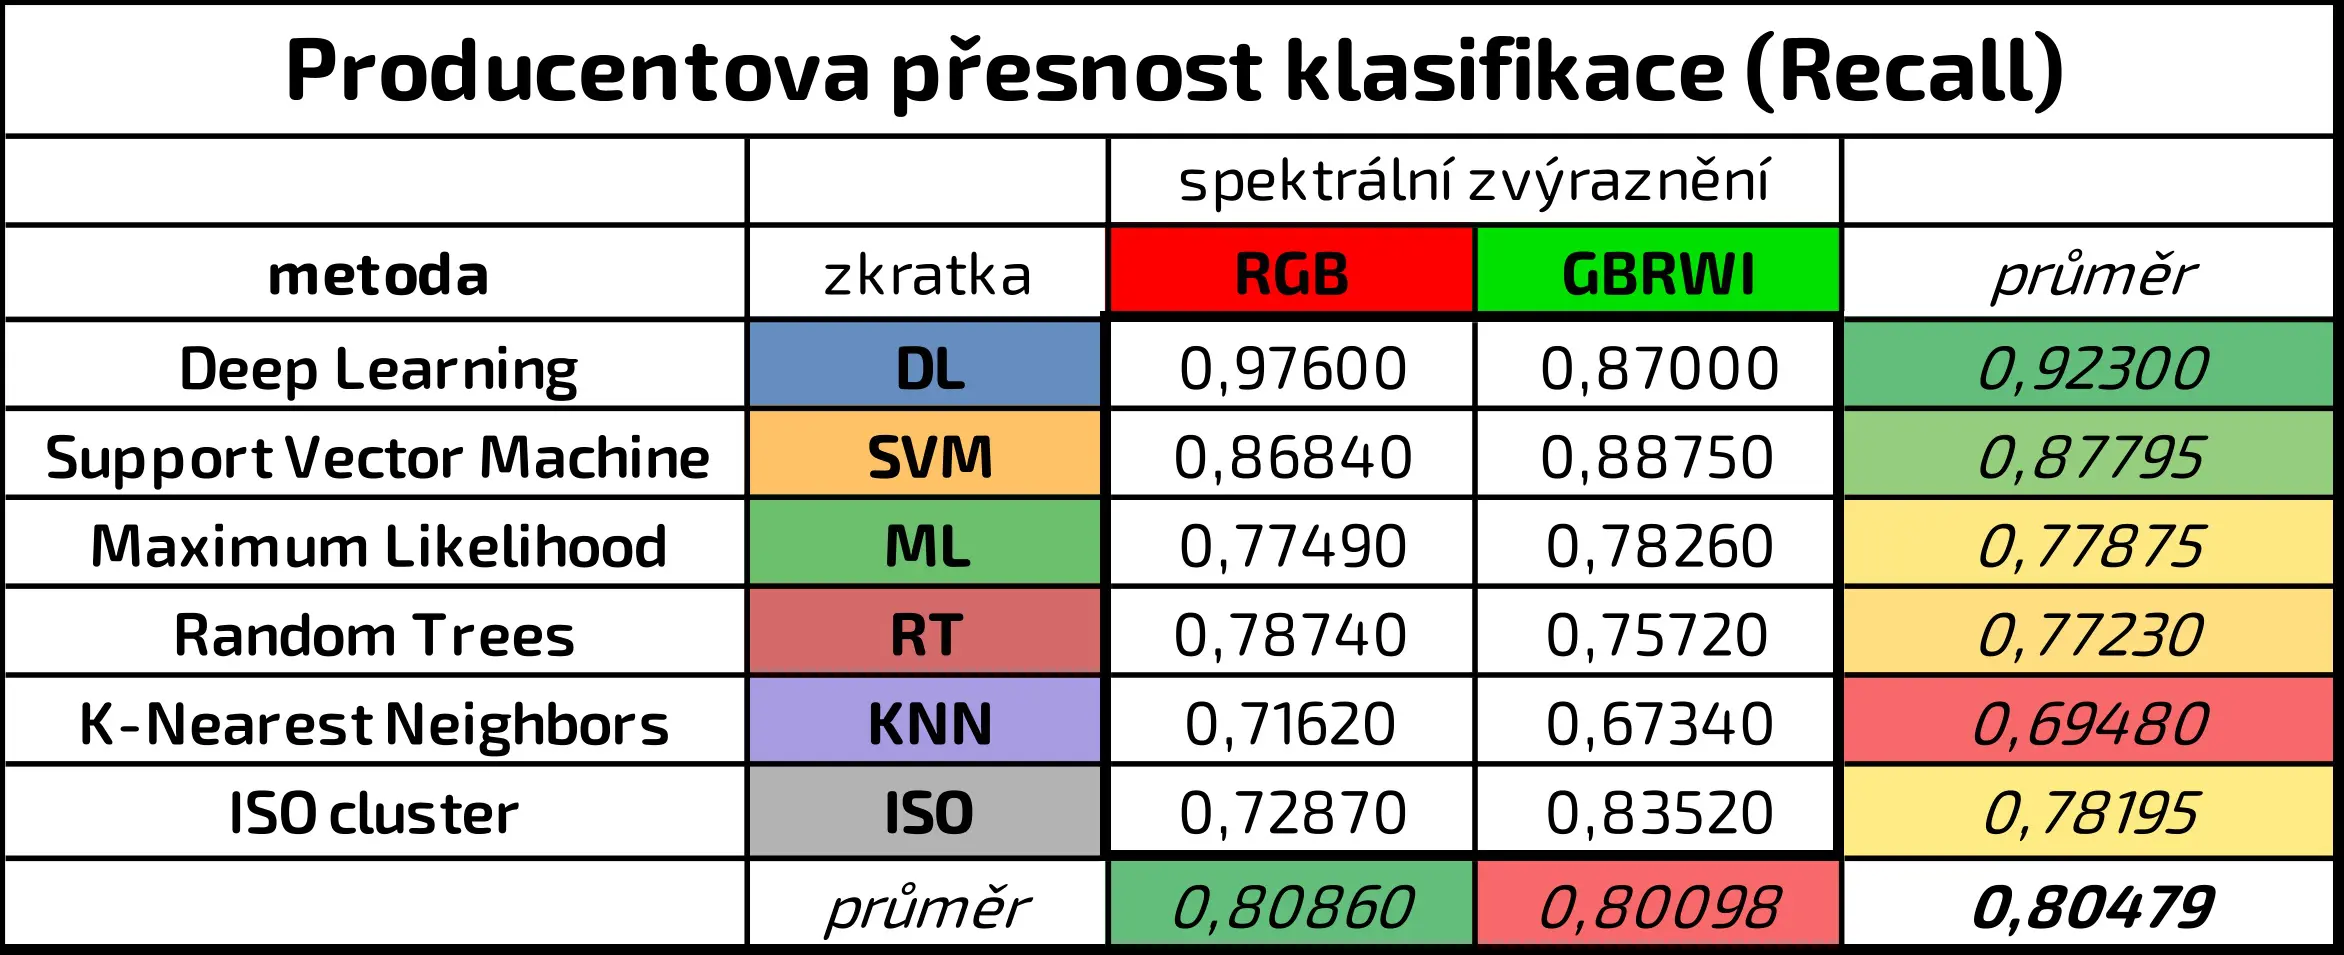 Producentova přesnost klasifikace (Recall)
spektrální zvýraznění
metoda zkratka RGB GBRWI průměr
Deep Learning DL 0,97600 0,87000 0,92300
Support Vector Machine SVM 0,86840 0,88750 0,87795
Maximum Likelihood ML 0,77490 0,78260 0,77875
Random Trees RT 0,78740 0,75720 0,77230
K-Nearest Neighbors KNN 0,71620 0,67340 0,69480
ISO cluster ISO 0,72870 0,83520 0,78195
průměr 0,80860 0,80098 0,80479